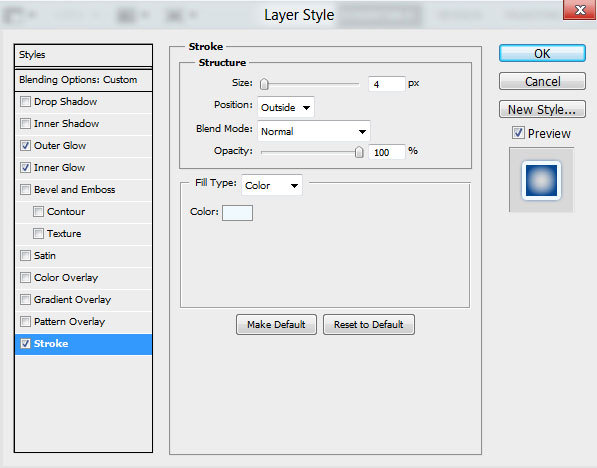 Layer Style
x
Styles
Blending Options: Custom
Drop Shadow
Inner Shadow
Outer Glow
Inner Glow
Bevel and Emboss
Contour
Texture
Satin
Color Overlay
Gradient Overlay
Pattern Overlay
Stroke
Stroke
Structure
Size: 4 px
Position: Outside
Blend Mode: Normal
Opacity: 100 %
Fill Type: Color
Color:
Make Default Reset to Default
OK
Cancel
New Style...
Preview